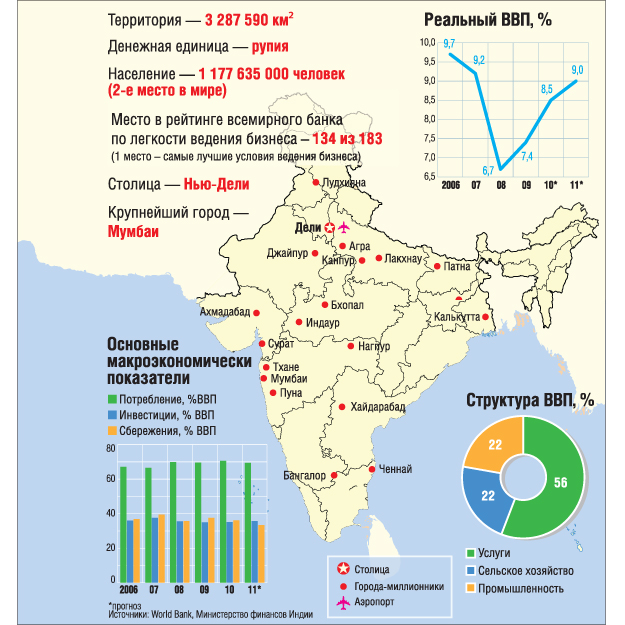 Территория — 3 287 590 км²
Денежная единица — рупия
Население — 1 177 635 000 человек
(2-е место в мире)
Место в рейтинге всемирного банка
по легкости ведения бизнеса – 134 из 183
(1 место – самые лучшие условия ведения бизнеса)
Столица — Нью-Дели
Крупнейший город —
Мумбаи
Реальный ВВП, %
10,0
9,5
9,0
8,5
8,0
7,5
7,0
6,5
9,7
9,2
6,7
7,4
8,5
9,0
2006 07 08 09 10* 11*
Лудхияна
Дели
Агра
Джайпур
Канпур
Лакхнау
Патна
Бхопал
Ахмадабад
Индаур
Калькутта
Сурат
Нагпур
Тхане
Мумбаи
Пуна
Хайдарабад
Бангалор
Ченнай
Основные
макроэкономически
показатели
Потребление, %ВВП
Инвестиции, % ВВП
Сбережения, % ВВП
80
60
40
20
0
2006 07 08 09 10 11*
*прогноз
Источники: World Bank, Министерство финансов Индии
Столица
Города-миллионники
Аэропорт
Структура ВВП, %
22
56
22
Услуги
Сельское хозяйство
Промышленность